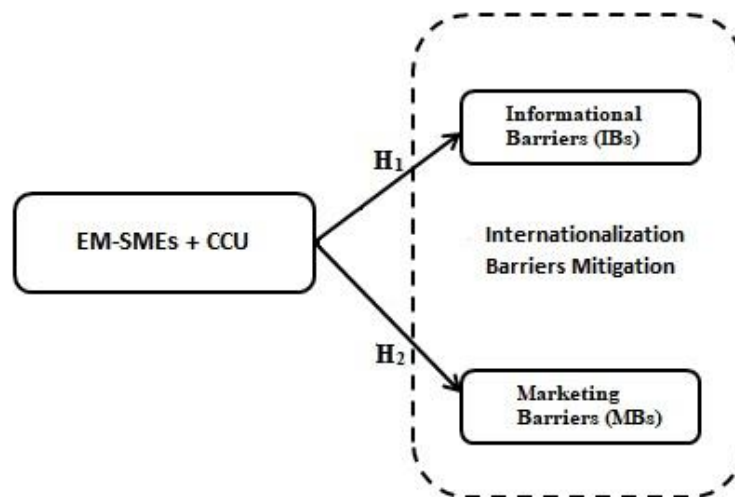 Informational
Barriers (IBs)
H₁
EM-SMEs + CCU
Internationalization
Barriers Mitigation
H₂
Marketing
Barriers (MBs)